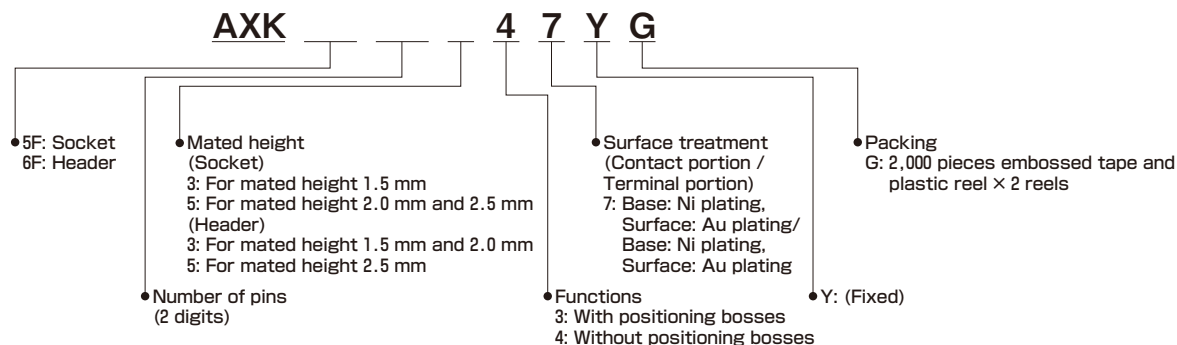 AXK 4 7 Y G
5F: Socket
6F: Header
Mated height
(Socket)
3: For mated height 1.5 mm
5: For mated height 2.0 mm and 2.5 mm
(Header)
3: For mated height 1.5 mm and 2.0 mm
5: For mated height 2.5 mm
Number of pins
(2 digits)
Surface treatment
(Contact portion /
Terminal portion)
7: Base: Ni plating,
Surface: Au plating/
Base: Ni plating,
Surface: Au plating
Functions
3: With positioning bosses
4: Without positioning bosses
Packing
G: 2,000 pieces embossed tape and
plastic reel × 2 reels
Y: (Fixed)